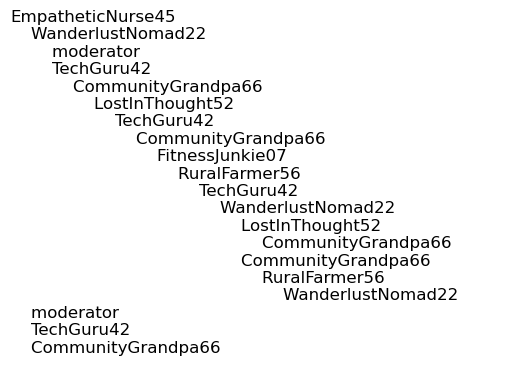 EmpatheticNurse45
WanderlustNomad22
moderator
TechGuru42
CommunityGrandpa66
LostInThought52
TechGuru42
CommunityGrandpa66
FitnessJunkie07
RuralFarmer56
TechGuru42
WanderlustNomad22
LostInThought52
CommunityGrandpa66
CommunityGrandpa66
RuralFarmer56
WanderlustNomad22
moderator
TechGuru42
CommunityGrandpa66